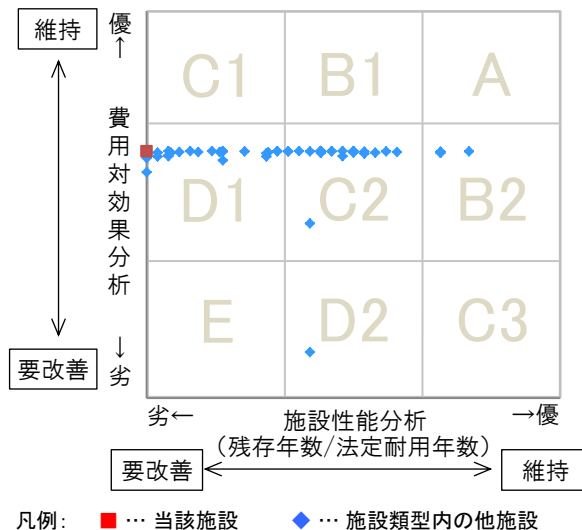 維持
優←
費用対効果分析
→劣
要改善
C1 B1 A
D1 C2 B2
E D2 C3
劣← 施設性能分析 →優
(残存年数/法定耐用年数)
要改善 維持
凡例: ■ … 当該施設 ◆ … 施設類型内の他施設